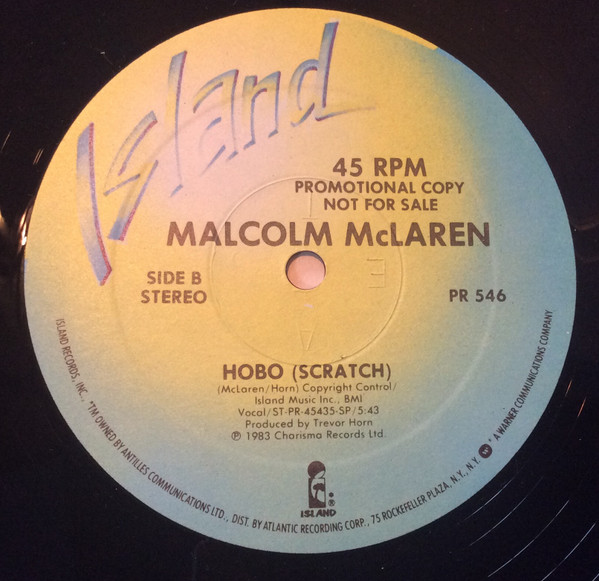 Island
45 RPM
PROMOTIONAL COPY
NOT FOR SALE
MALCOLM McLAREN
SIDE B
STEREO
PR 546
HOBO (SCRATCH)
(McLaren/Horn) Copyright Control/
Island Music Inc., BMI
Vocal/ST-PR-45435-SP/5:43
Produced by Trevor Horn
℗ 1983 Charisma Records Ltd.
ISLAND®
ISLAND RECORDS, INC., *TM OWNED BY ANTILLES COMMUNICATIONS LTD., DIST. BY ATLANTIC RECORDING CORP., 75 ROCKEFELLER PLAZA, N.Y., N.Y. * A WARNER COMMUNICATIONS COMPANY